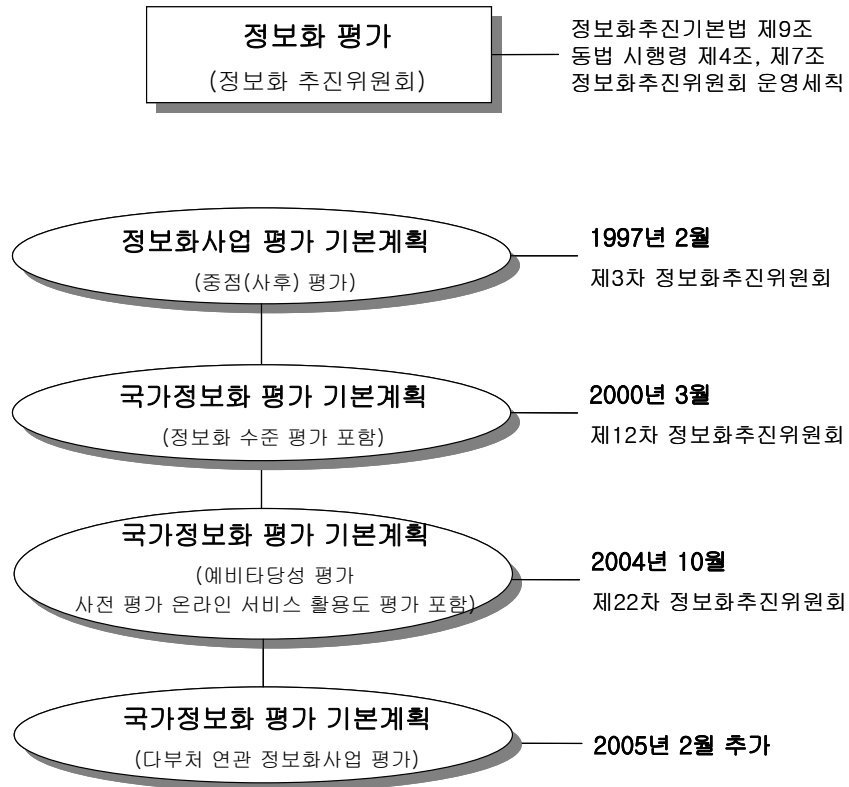 정보화 평가
(정보화 추진위원회)
정보화추진기본법 제9조
동법 시행령 제4조, 제7조
정보화추진위원회 운영세칙
정보화사업 평가 기본계획
(중점(사후) 평가)
1997년 2월
제3차 정보화추진위원회
국가정보화 평가 기본계획
(정보화 수준 평가 포함)
2000년 3월
제12차 정보화추진위원회
국가정보화 평가 기본계획
(예비타당성 평가
사전 평가 온라인 서비스 활용도 평가 포함)
2004년 10월
제22차 정보화추진위원회
국가정보화 평가 기본계획
(다부처 연관 정보화사업 평가)
2005년 2월 추가